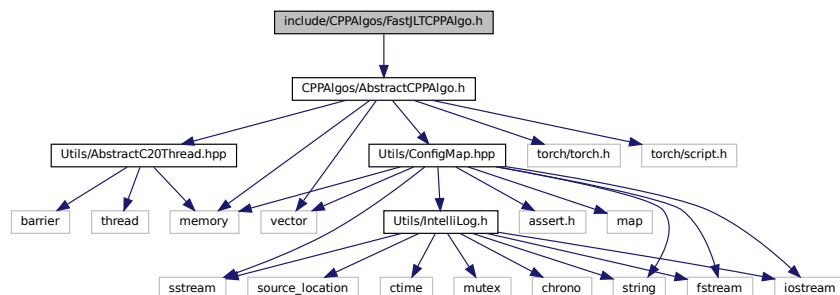 include/CPPAlgos/FastJLTCPPAlgo.h
CPPAlgos/AbstractCPPAlgo.h
Utils/AbstractC20Thread.hpp
Utils/ConfigMap.hpp
torch/torch.h
torch/script.h
barrier
thread
memory
vector
Utils/IntelliLog.h
assert.h
map
sstream
source_location
ctime
mutex
chrono
string
fstream
iostream